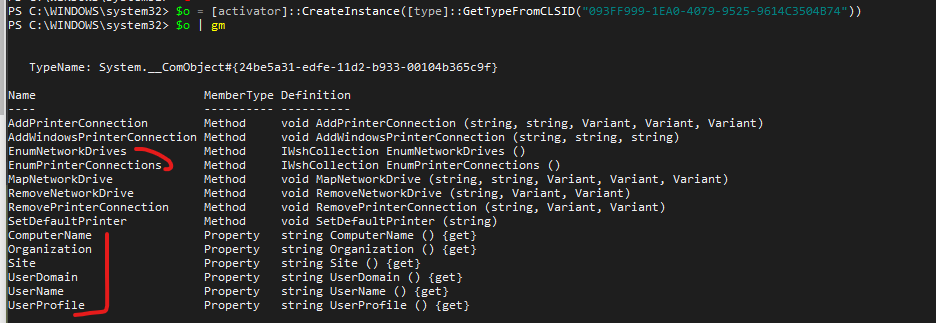 PS C:\WINDOWS\system32> $o = [activator]::CreateInstance([type]::GetTypeFromCLSID("093FF999-1EA0-4079-9525-9614C3504B74"))
PS C:\WINDOWS\system32> $o | gm
TypeName: System.__ComObject#{24be5a31-edfe-11d2-b933-00104b365c9f}
Name MemberType Definition
---- ---------- ----------
AddPrinterConnection Method void AddPrinterConnection (string, string, Variant, Variant, Variant)
AddWindowsPrinterConnection Method void AddWindowsPrinterConnection (string, string, string)
EnumNetworkDrives Method IWshCollection EnumNetworkDrives ()
EnumPrinterConnections Method IWshCollection EnumPrinterConnections ()
MapNetworkDrive Method void MapNetworkDrive (string, string, Variant, Variant, Variant)
RemoveNetworkDrive Method void RemoveNetworkDrive (string, Variant, Variant)
RemovePrinterConnection Method void RemovePrinterConnection (string, Variant, Variant)
SetDefaultPrinter Method void SetDefaultPrinter (string)
ComputerName Property string ComputerName () {get}
Organization Property string Organization () {get}
Site Property string Site () {get}
UserDomain Property string UserDomain () {get}
UserName Property string UserName () {get}
UserProfile Property string UserProfile () {get}